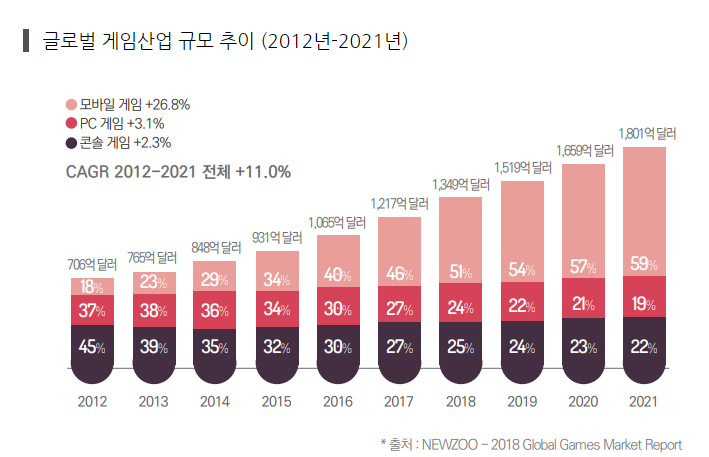 글로벌 게임산업 규모 추이 (2012년-2021년)
모바일 게임 +26.8%
PC 게임 +3.1%
콘솔 게임 +2.3%
CAGR 2012-2021 전체 +11.0%
706억 달러 765억 달러 848억 달러 931억 달러 1,065억 달러 1,217억 달러 1,349억 달러 1,519억 달러 1,659억 달러 1,801억 달러
18% 23% 29% 34% 40% 46% 51% 54% 57% 59%
37% 38% 36% 34% 30% 27% 24% 22% 21% 19%
45% 39% 35% 32% 30% 27% 25% 24% 23% 22%
2012 2013 2014 2015 2016 2017 2018 2019 2020 2021
* 출처 : NEWZOO - 2018 Global Games Market Report